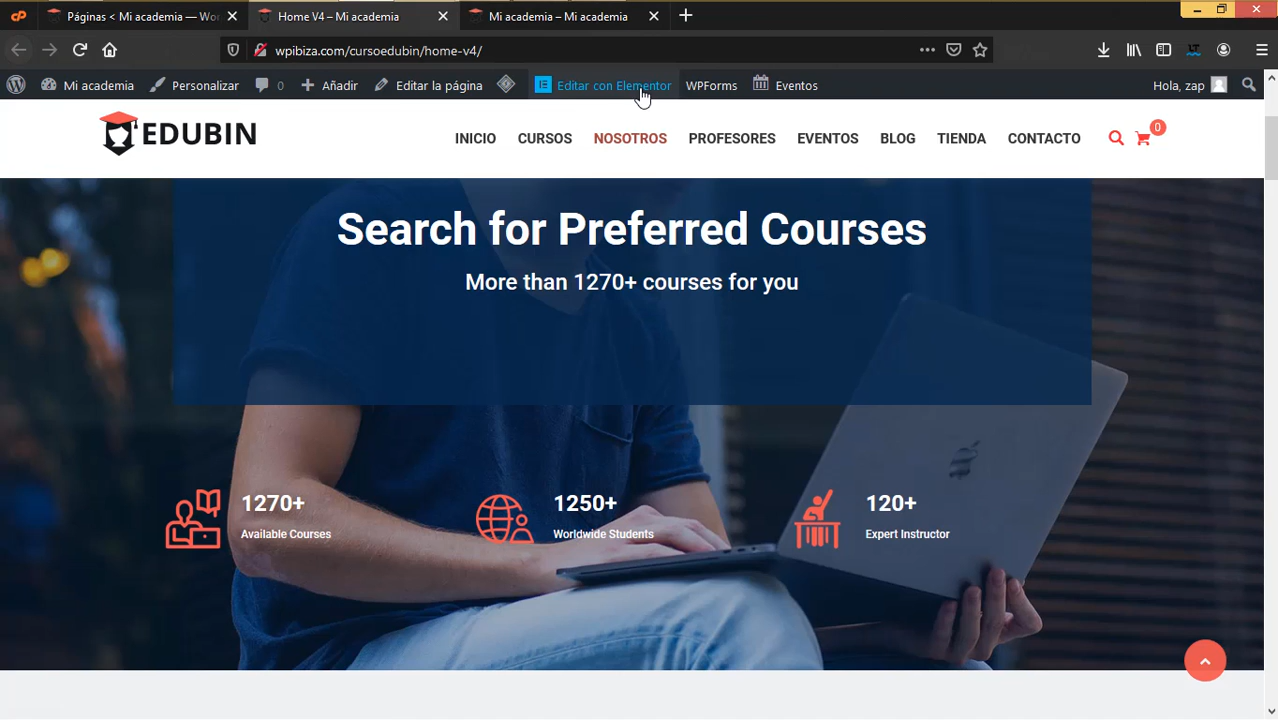 Páginas < Mi academia — Wor
Home V4 – Mi academia
Mi academia – Mi academia
wpibiza.com/cursoedubin/home-v4/
Mi academia
Personalizar
0
Añadir
Editar la página
Editar con Elementor
WPForms
Eventos
Hola, zap
EDUBIN
INICIO
CURSOS
NOSOTROS
PROFESORES
EVENTOS
BLOG
TIENDA
CONTACTO
0
Search for Preferred Courses
More than 1270+ courses for you
1270+
Available Courses
1250+
Worldwide Students
120+
Expert Instructor